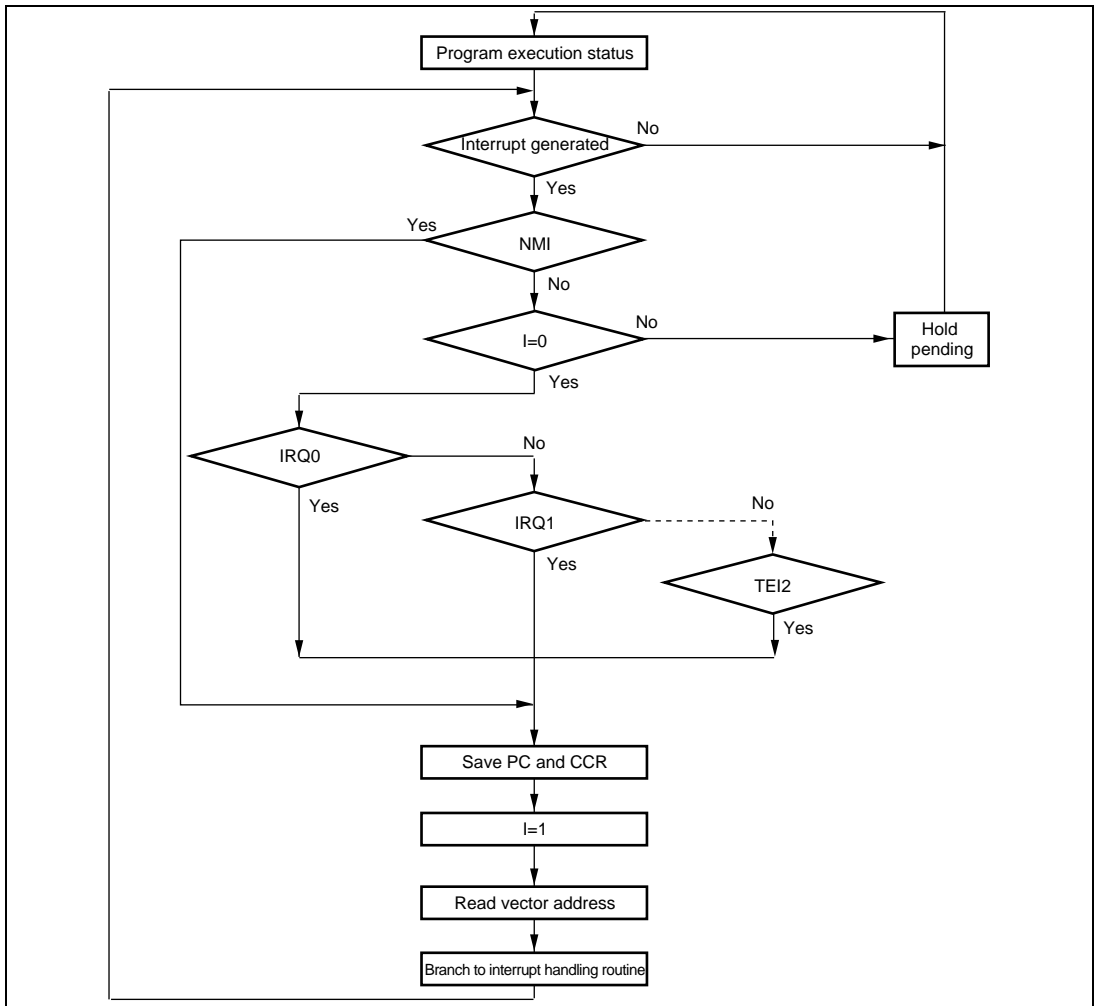 Program execution status
Interrupt generated
No
Yes
Yes
NMI
No
I=0
No
Hold
pending
Yes
IRQ0
No
Yes
IRQ1
No
Yes
TEI2
Yes
Save PC and CCR
I=1
Read vector address
Branch to interrupt handling routine